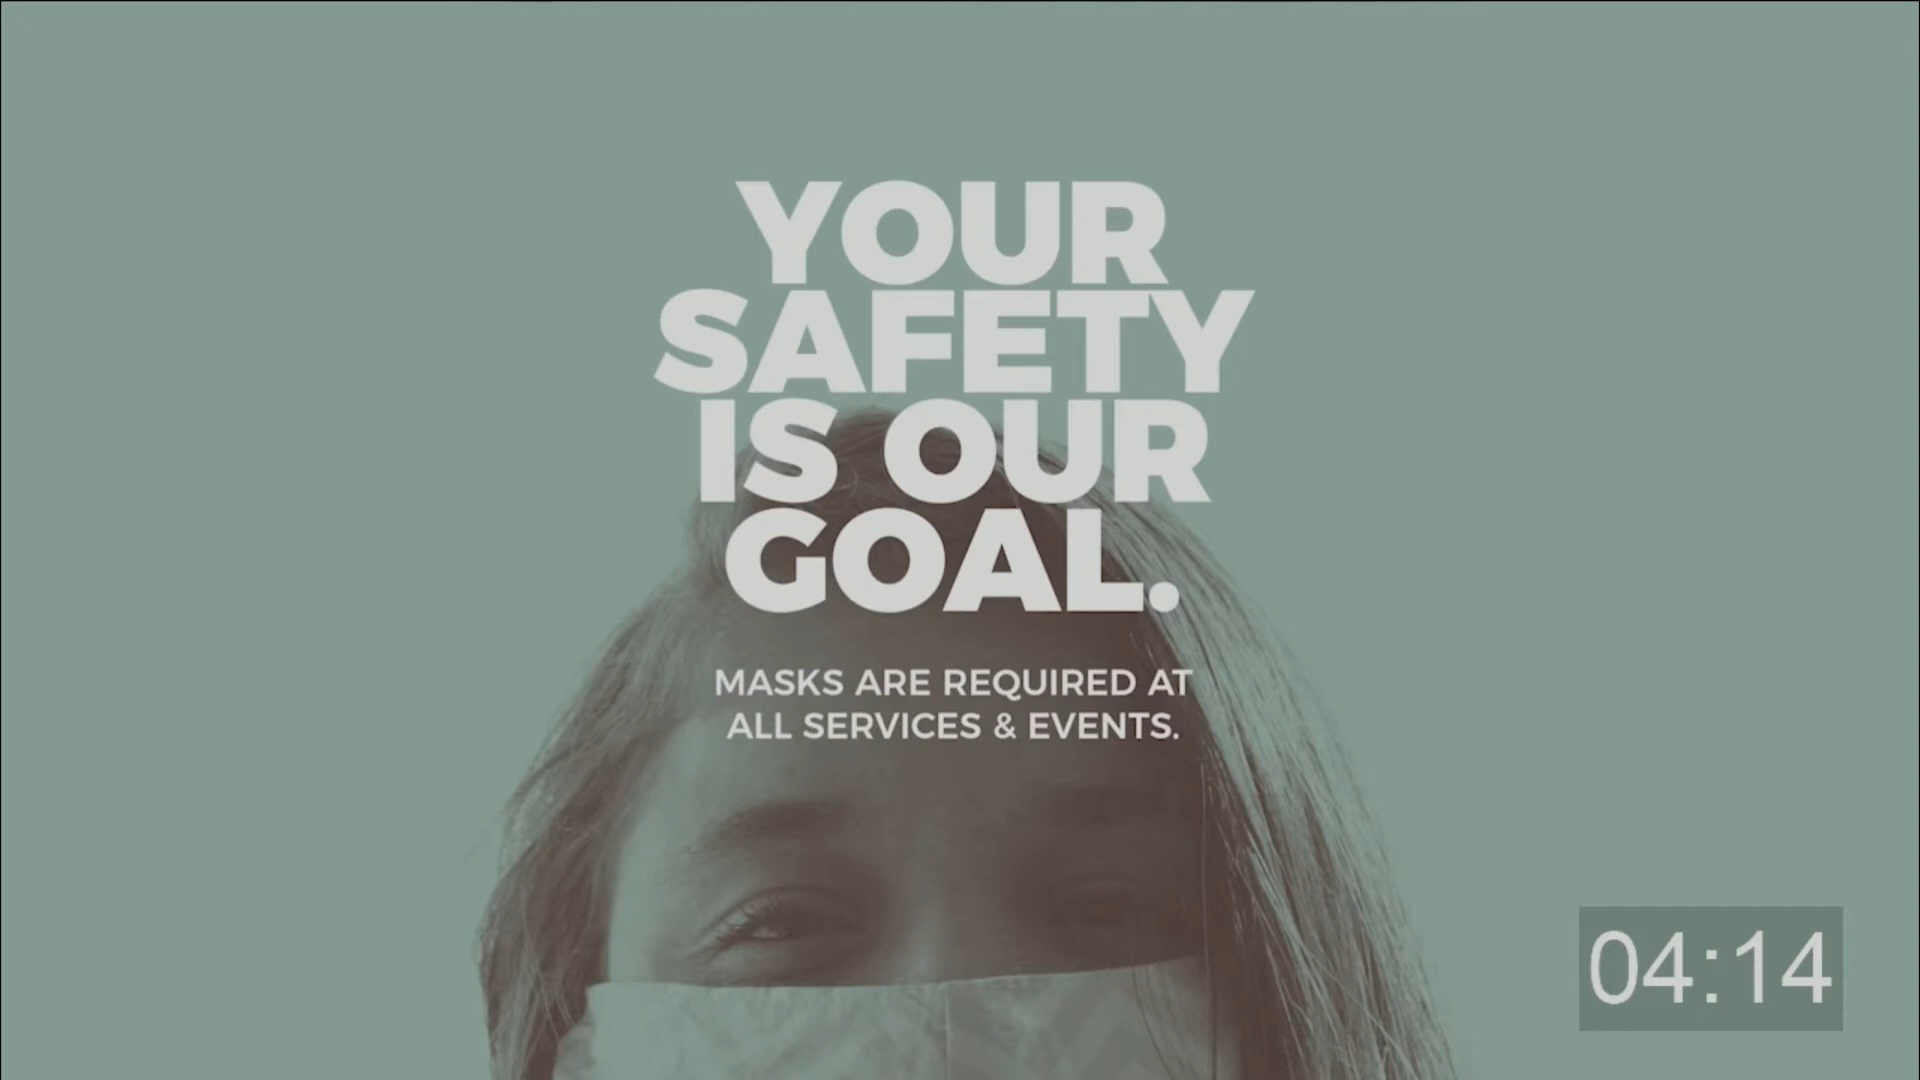 YOUR
SAFETY
IS OUR
GOAL.
MASKS ARE REQUIRED AT
ALL SERVICES & EVENTS.
04:14